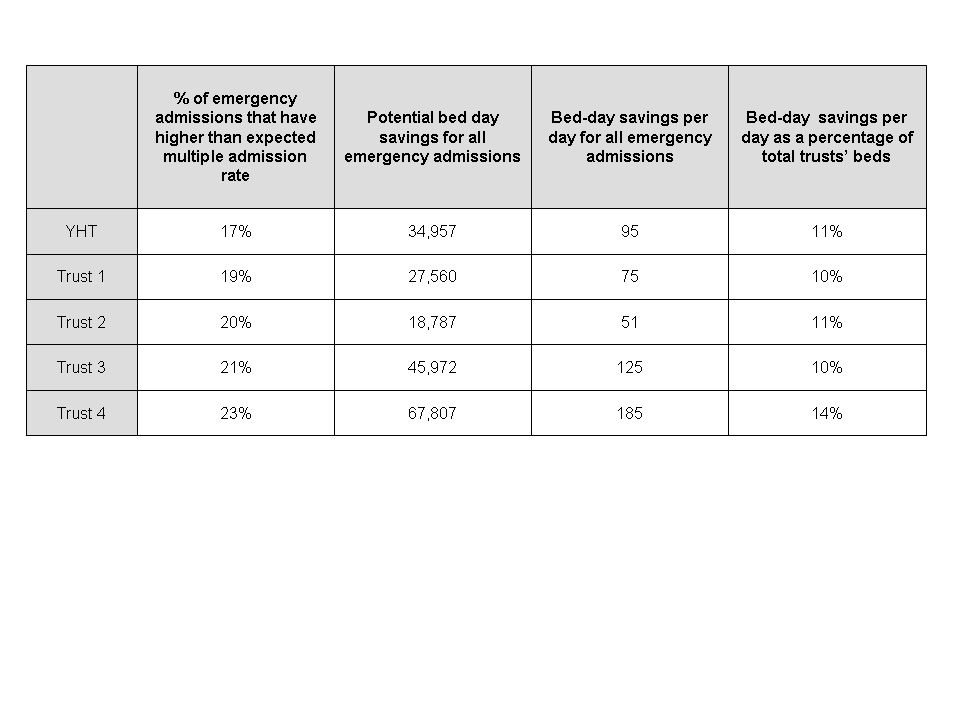 % of emergency
admissions that have
higher than expected
multiple admission
rate
Potential bed day
savings for all
emergency admissions
Bed-day savings per
day for all emergency
admissions
Bed-day  savings per
day as a percentage of
total trusts’ beds
YHT 17% 34,957 95 11%
Trust 1 19% 27,560 75 10%
Trust 2 20% 18,787 51 11%
Trust 3 21% 45,972 125 10%
Trust 4 23% 67,807 185 14%